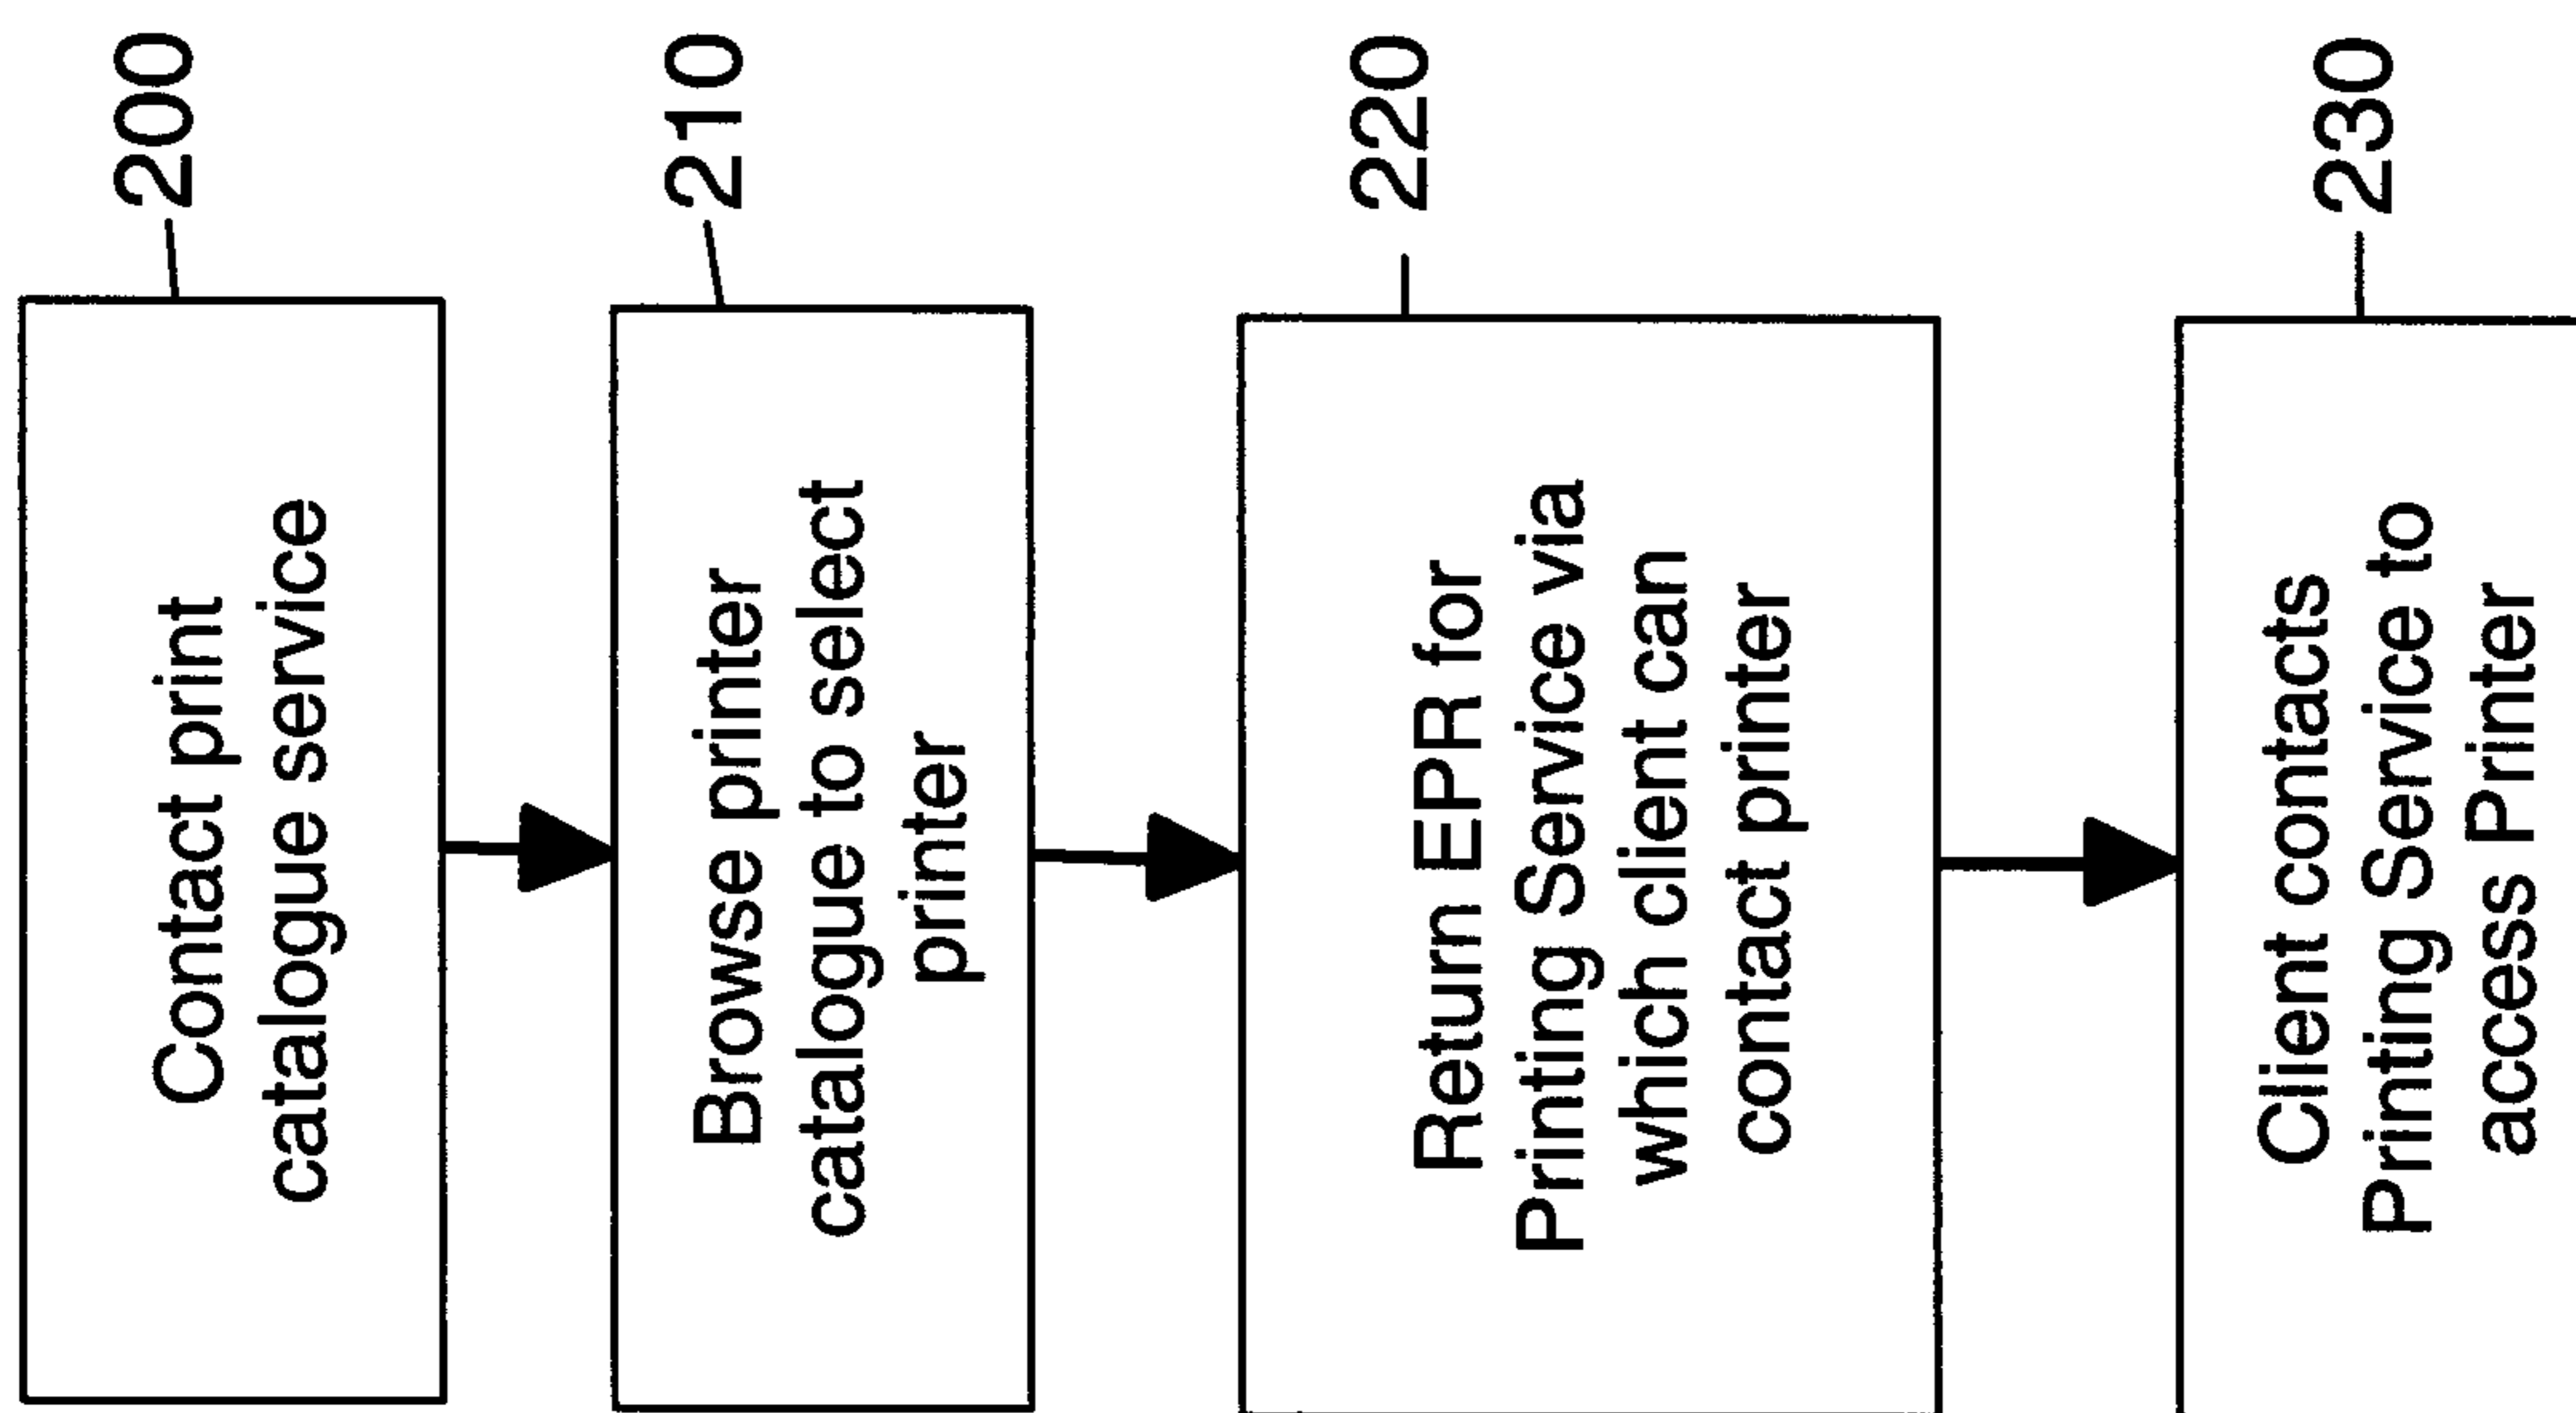 Contact print
catalogue service
200
Browse printer
catalogue to select
printer
210
Return EPR for
Printing Service via
which client can
contact printer
220
Client contacts
Printing Service to
access Printer
230